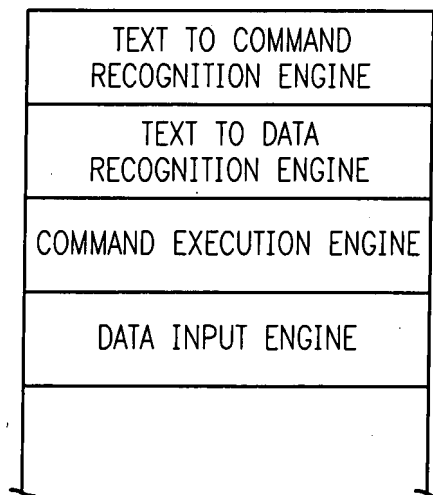 TEXT TO COMMAND
RECOGNITION ENGINE
TEXT TO DATA
RECOGNITION ENGINE
COMMAND EXECUTION ENGINE
DATA INPUT ENGINE